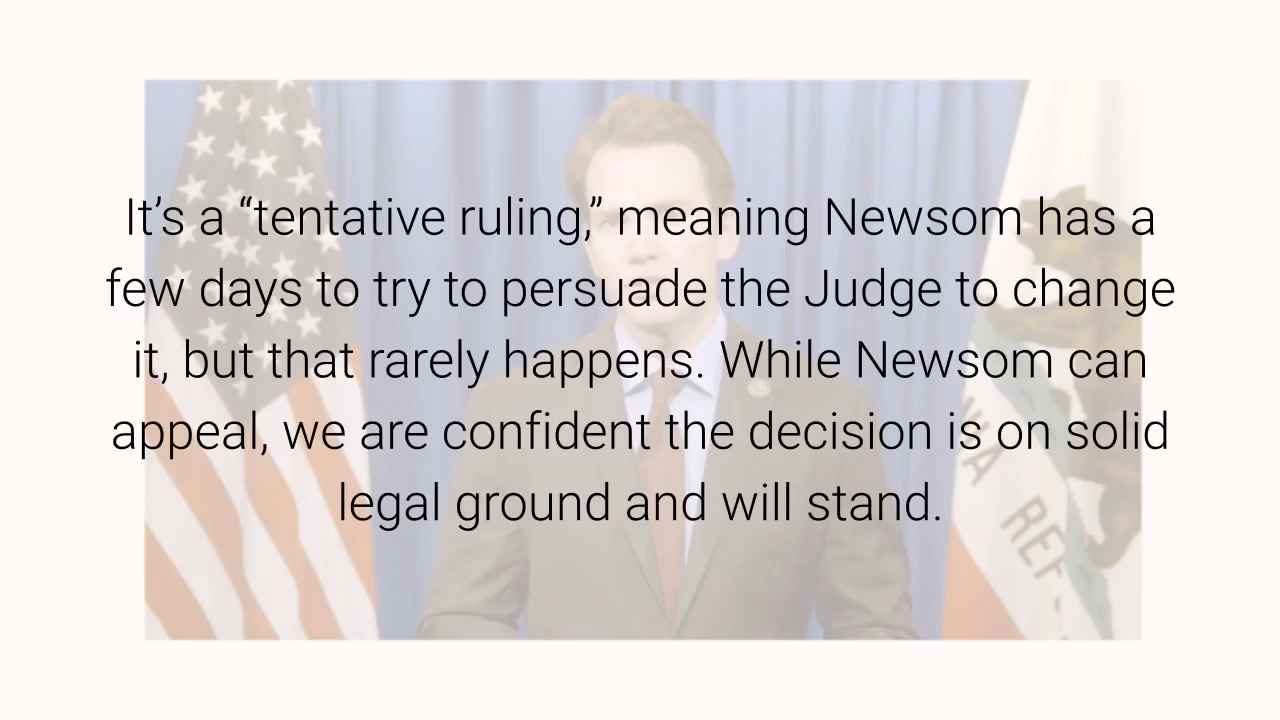 It’s a “tentative ruling,” meaning Newsom has a
few days to try to persuade the Judge to change
it, but that rarely happens. While Newsom can
appeal, we are confident the decision is on solid
legal ground and will stand.